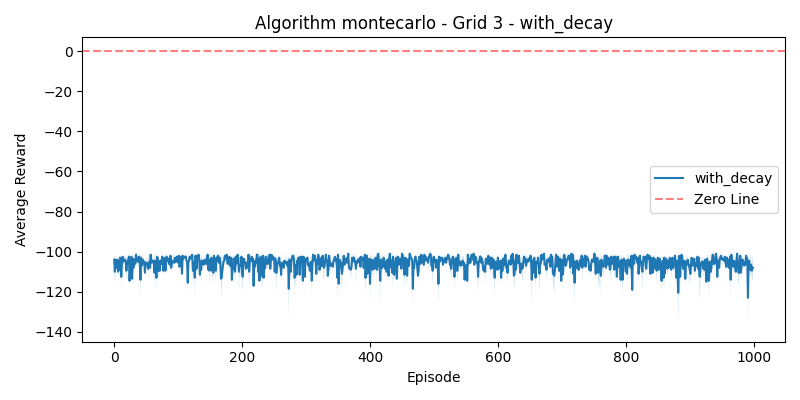 Algorithm montecarlo - Grid 3 - with_decay
Average Reward
0
−20
−40
−60
−80
−100
−120
−140
with_decay
Zero Line
0
200
400
600
800
1000
Episode